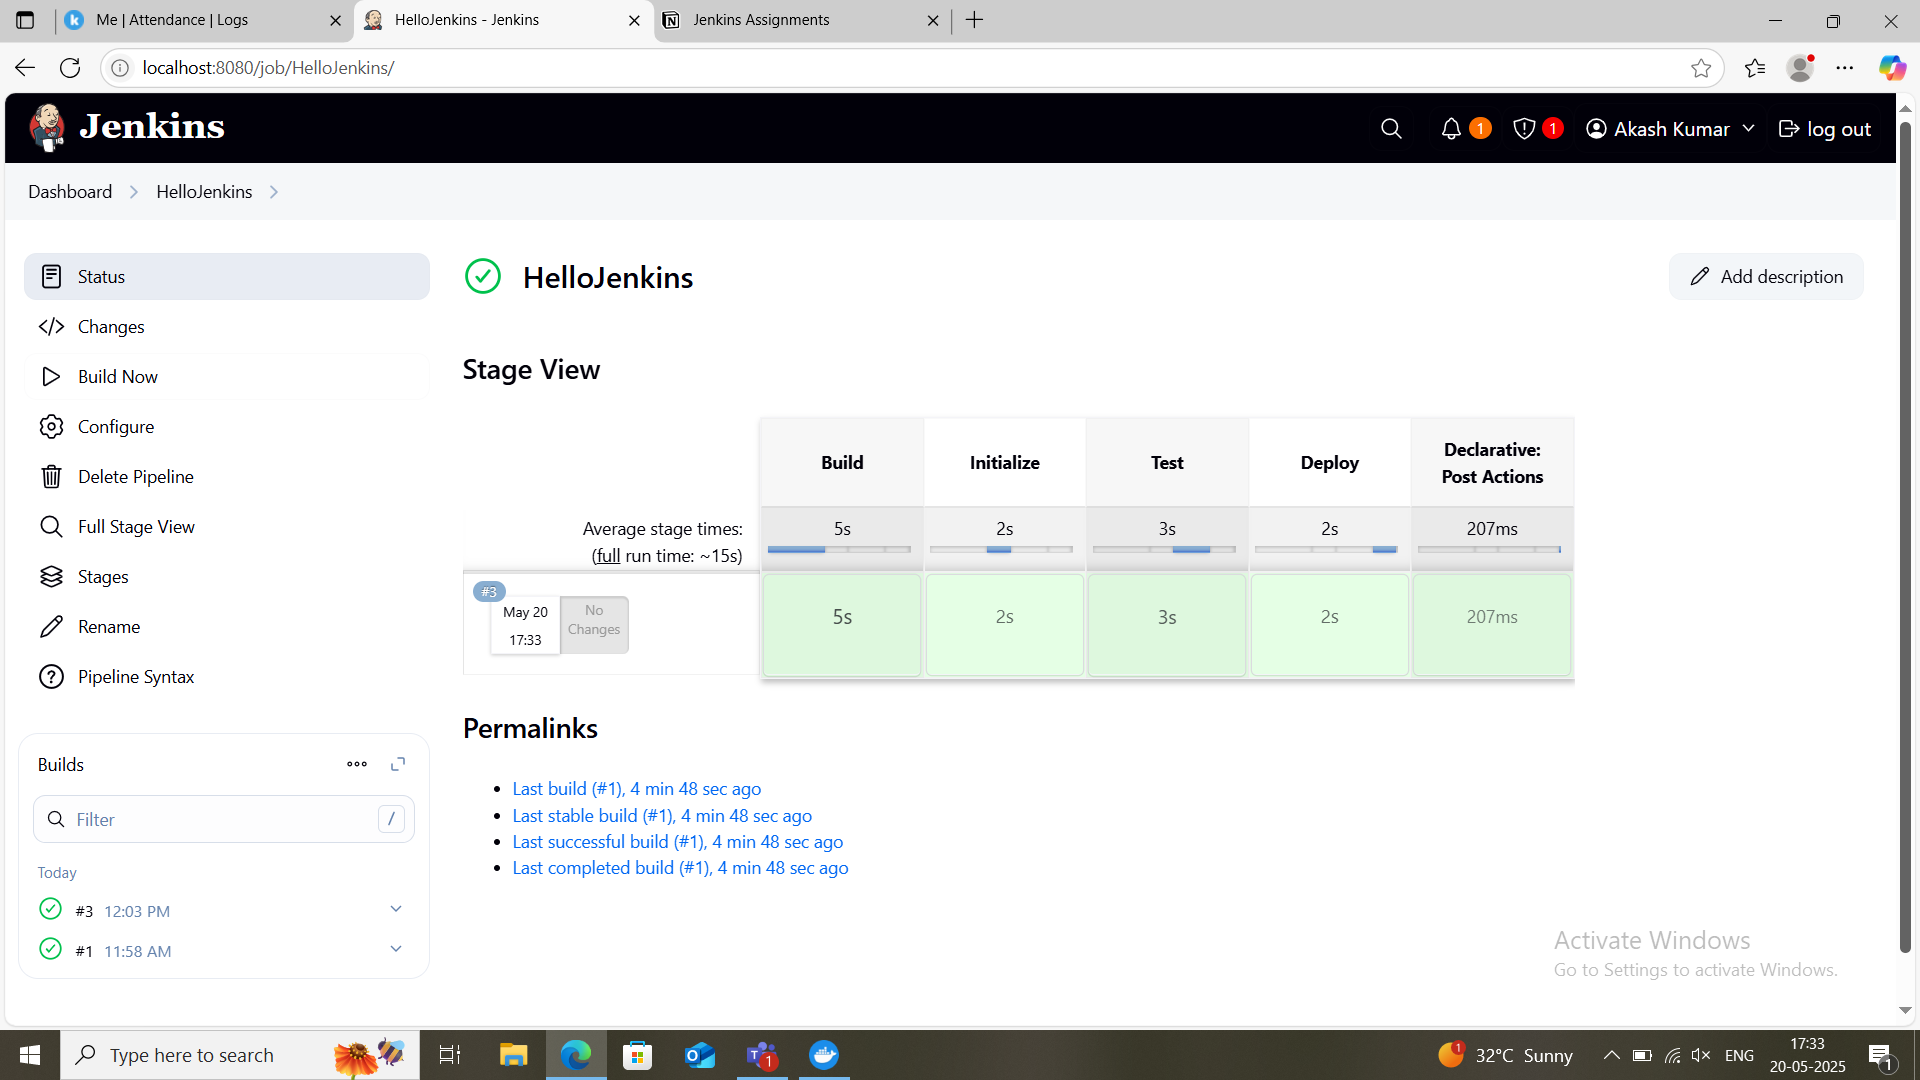 Me | Attendance | Logs
HelloJenkins - Jenkins
Jenkins Assignments
localhost:8080/job/HelloJenkins/
Jenkins
1
1
Akash Kumar
log out
Dashboard
HelloJenkins
Status
Changes
Build Now
Configure
Delete Pipeline
Full Stage View
Stages
Rename
Pipeline Syntax
HelloJenkins
Add description
Stage View
Build
Initialize
Test
Deploy
Declarative:
Post Actions
Average stage times:
(full run time: ~15s)
5s
2s
3s
2s
207ms
#3
May 20
17:33
No
Changes
5s
2s
3s
2s
207ms
Permalinks
Last build (#1), 4 min 48 sec ago
Last stable build (#1), 4 min 48 sec ago
Last successful build (#1), 4 min 48 sec ago
Last completed build (#1), 4 min 48 sec ago
Builds
Filter
/
Today
#3 12:03 PM
#1 11:58 AM
Activate Windows
Go to Settings to activate Windows.
Type here to search
1
1
32°C Sunny
ENG
17:33
20-05-2025
1